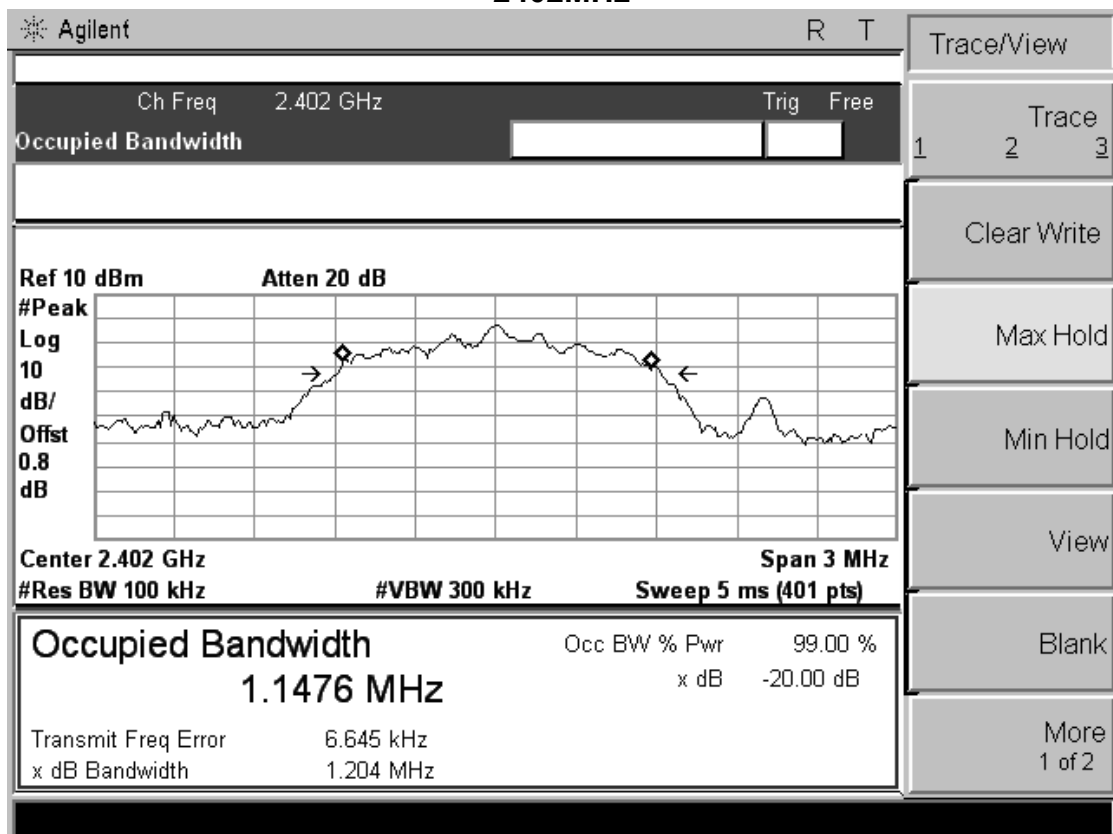 Agilent R T
Trace/View
Ch Freq 2.402 GHz Trig Free
Occupied Bandwidth
Trace
1 2 3
Clear Write
Ref 10 dBm Atten 20 dB
#Peak
Log
10
dB/
Offset
0.8
dB
Max Hold
Min Hold
Center 2.402 GHz Span 3 MHz
#Res BW 100 kHz #VBW 300 kHz Sweep 5 ms (401 pts)
View
Occupied Bandwidth
1.1476 MHz
Occ BW % Pwr 99.00 %
x dB -20.00 dB
Transmit Freq Error 6.645 kHz
x dB Bandwidth 1.204 MHz
Blank
More
1 of 2